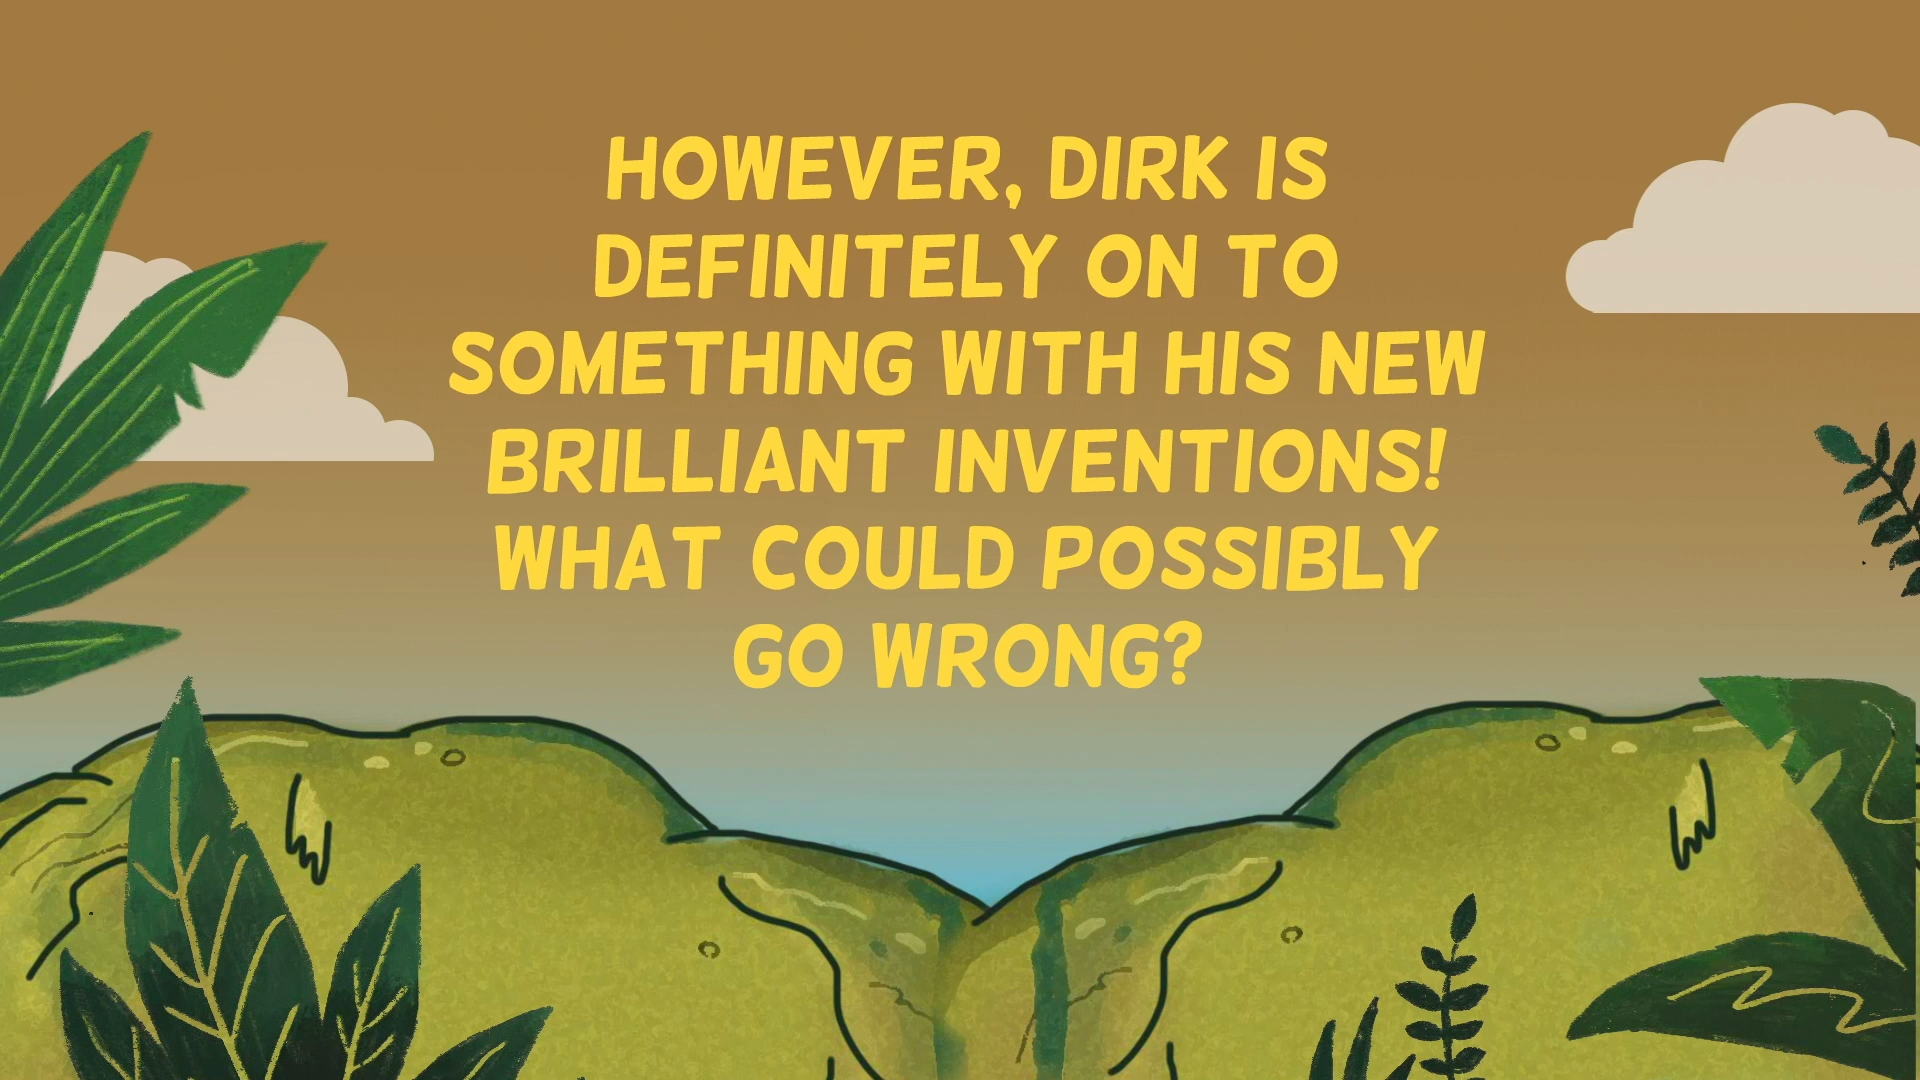 HOWEVER, DIRK IS
DEFINITELY ON TO
SOMETHING WITH HIS NEW
BRILLIANT INVENTIONS!
WHAT COULD POSSIBLY
GO WRONG?